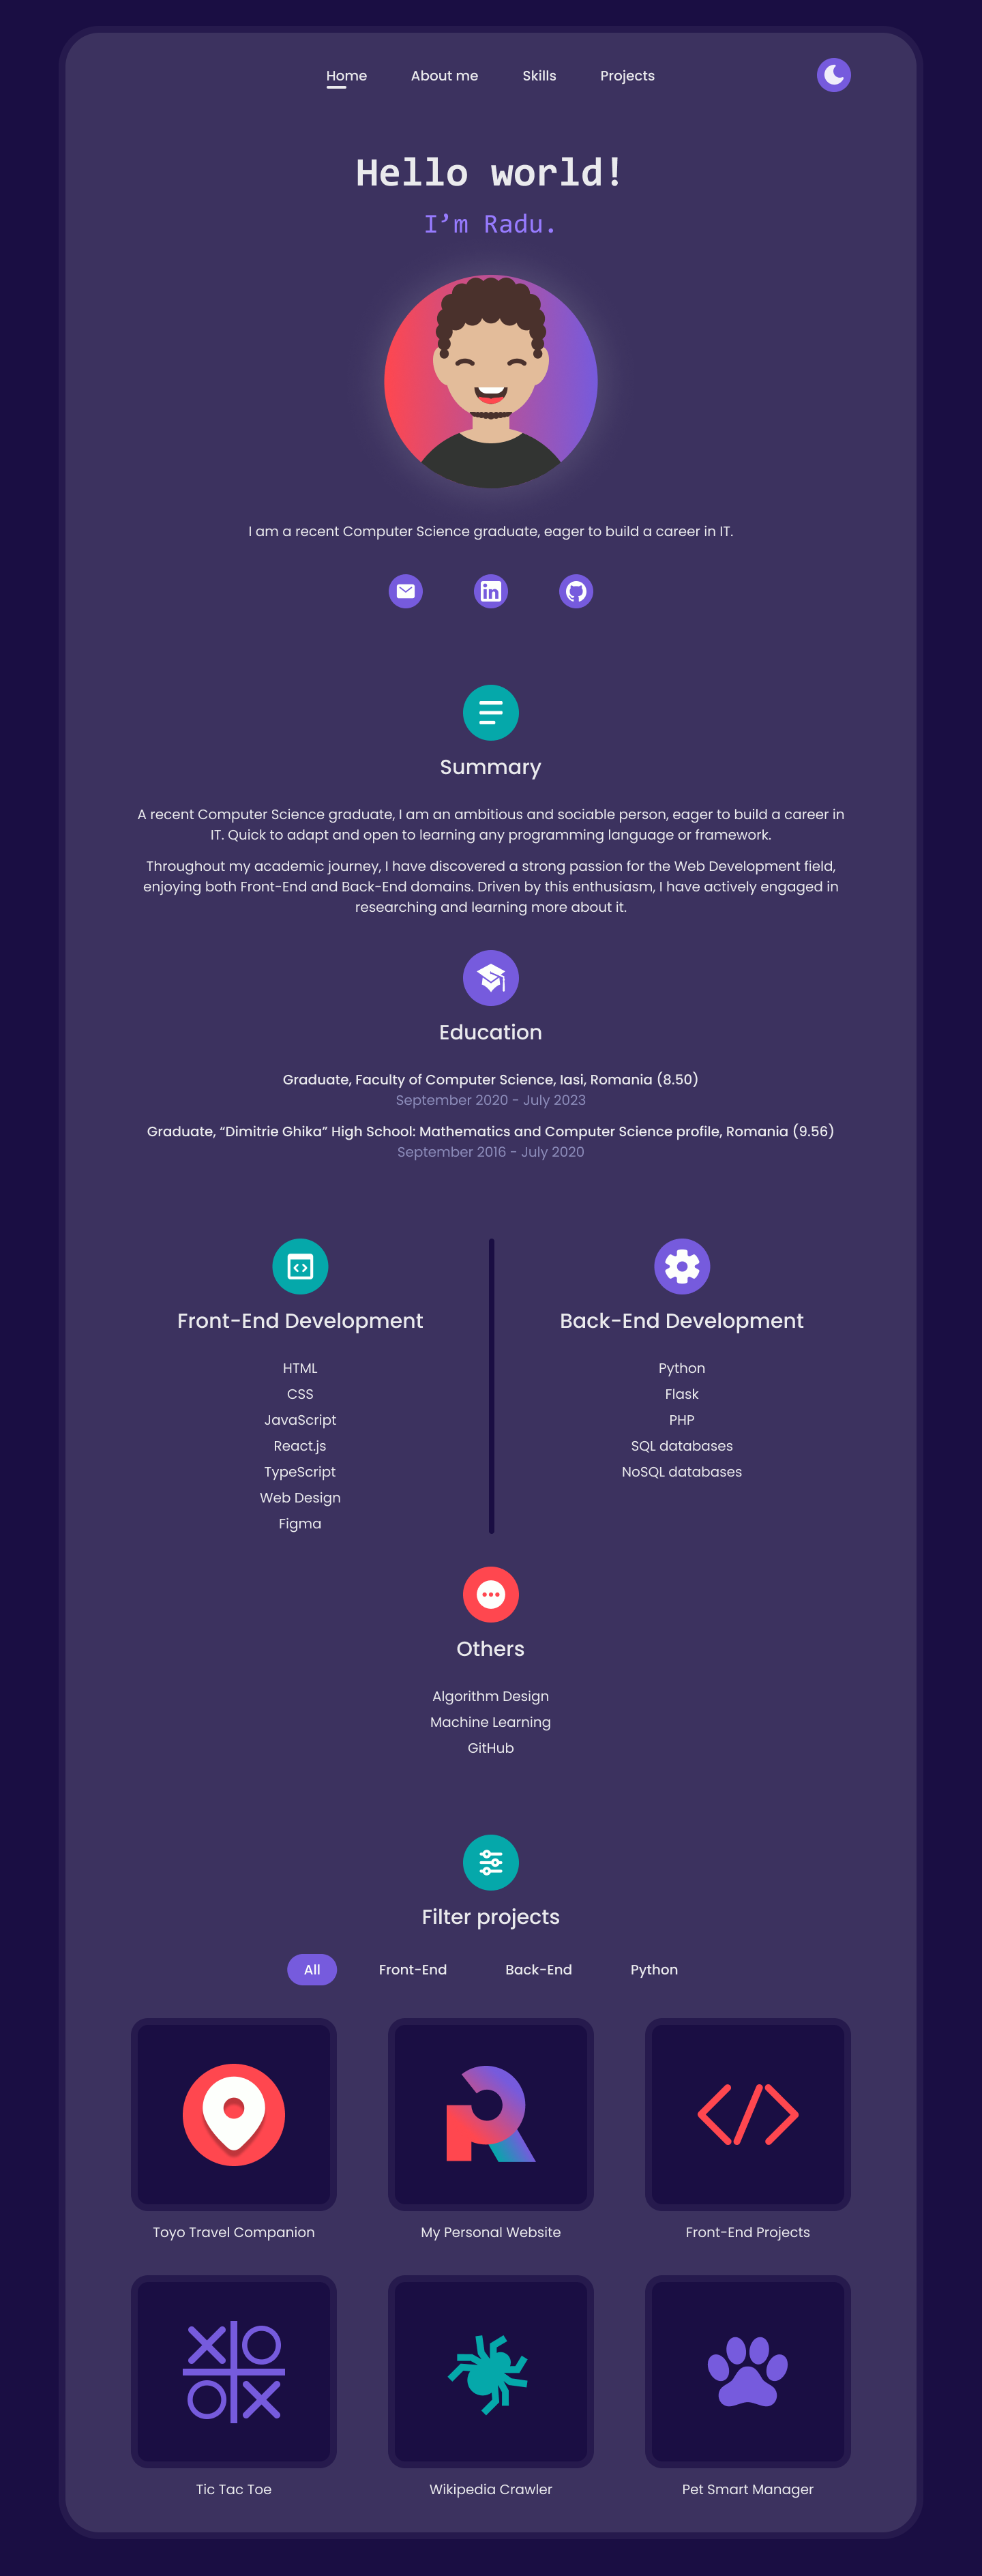 Home About me Skills Projects
Hello world!
I’m Radu.
I am a recent Computer Science graduate, eager to build a career in IT.
Summary
A recent Computer Science graduate, I am an ambitious and sociable person, eager to build a career in
IT. Quick to adapt and open to learning any programming language or framework.
Throughout my academic journey, I have discovered a strong passion for the Web Development field,
enjoying both Front-End and Back-End domains. Driven by this enthusiasm, I have actively engaged in
researching and learning more about it.
Education
Graduate, Faculty of Computer Science, Iasi, Romania (8.50)
September 2020 - July 2023
Graduate, “Dimitrie Ghika” High School: Mathematics and Computer Science profile, Romania (9.56)
September 2016 - July 2020
Front-End Development
HTML
CSS
JavaScript
React.js
TypeScript
Web Design
Figma
Back-End Development
Python
Flask
PHP
SQL databases
NoSQL databases
Others
Algorithm Design
Machine Learning
GitHub
Filter projects
All Front-End Back-End Python
Toyo Travel Companion
My Personal Website
Front-End Projects
Tic Tac Toe
Wikipedia Crawler
Pet Smart Manager